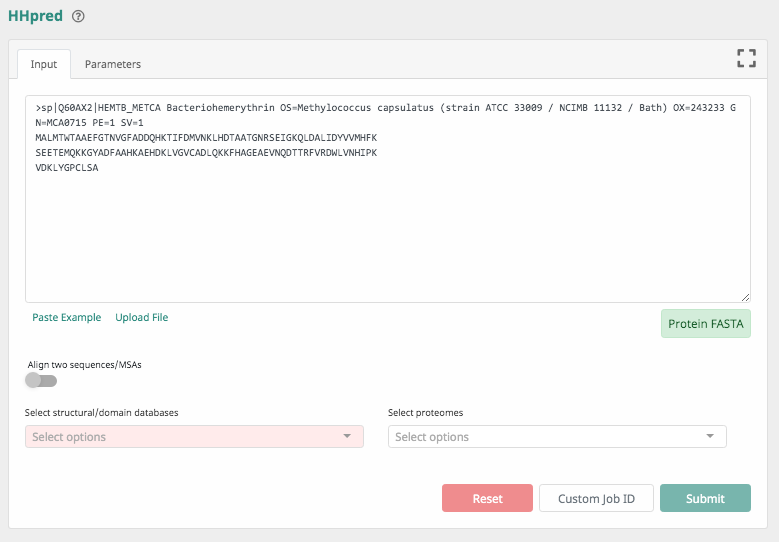 HHpred
Input
Parameters
>sp|Q60AX2|HEMTB_METCA Bacteriohemerythrin OS=Methylococcus capsulatus (strain ATCC 33009 / NCIMB 11132 / Bath) OX=243233 G
N=MCA0715 PE=1 SV=1
MALMTWTAAEFGTNVGFADDQHKTIFDMVNKLHDTAATGNRSEIGKQLDALIDYVVMHFK
SEETEMQKKGYADFAAHKAEHDKLVGVCADLQKKFHAGEAEVNQDTTRFVRDWLVNHIPK
VDKLYGPCLSA
Paste Example
Upload File
Protein FASTA
Align two sequences/MSAs
Select structural/domain databases
Select proteomes
Select options
Select options
Reset
Custom Job ID
Submit